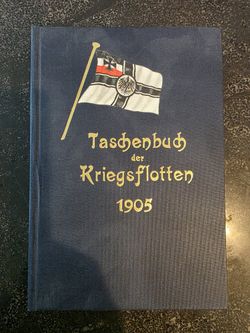 Taschenbuch
der
Kriegsflotten
1905